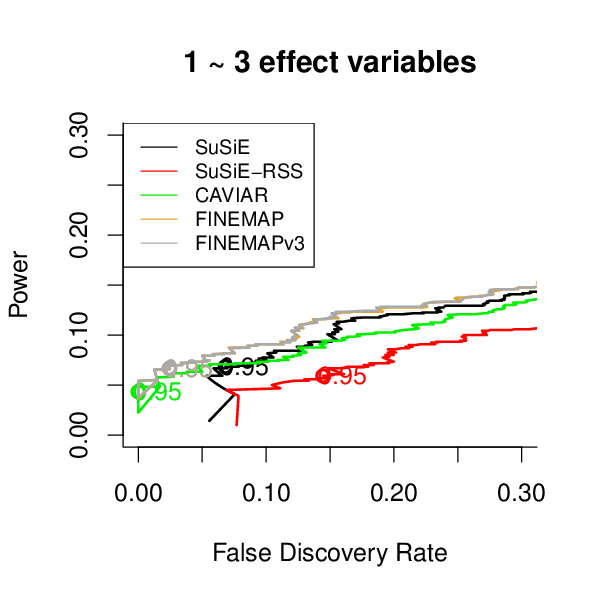 1 ~ 3 effect variables
SuSiE
SuSiE−RSS
CAVIAR
FINEMAP
FINEMAPv3
Power
0.30
0.20
0.10
0.00
0.95
0.95
0.95
0.95
0.00 0.10 0.20 0.30
False Discovery Rate